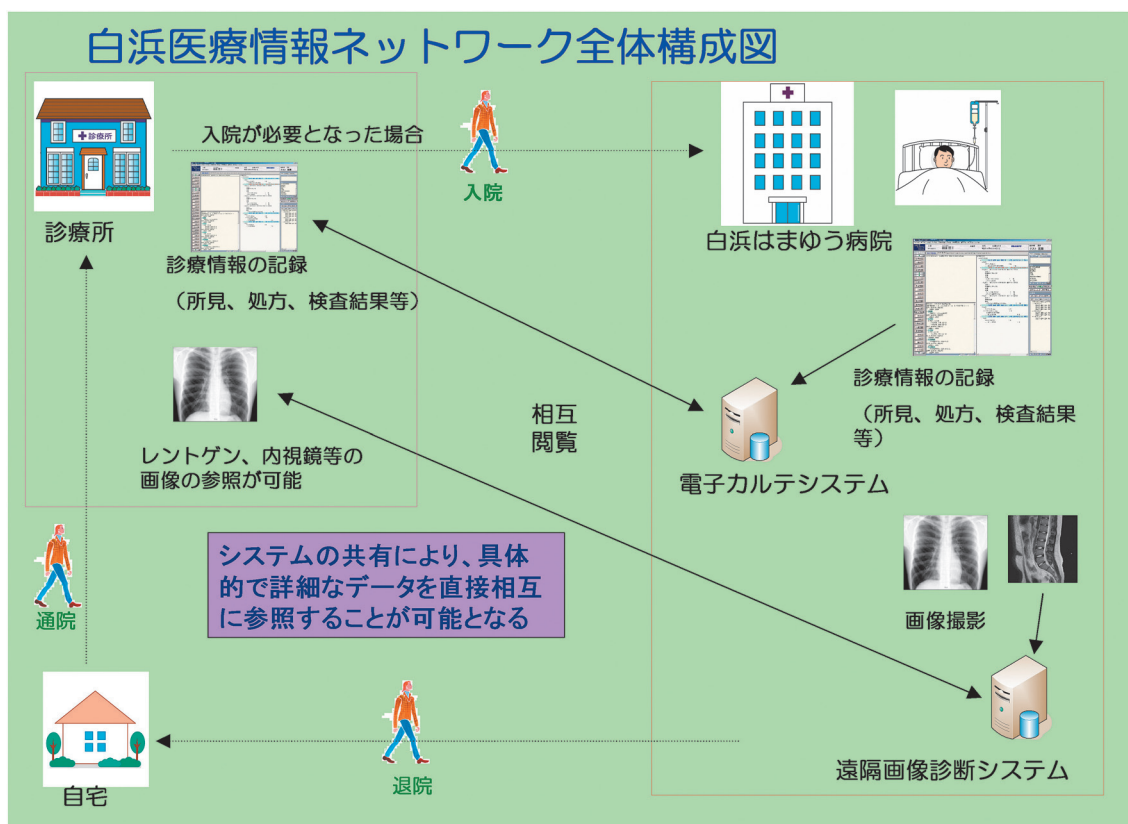 白浜医療情報ネットワーク全体構成図
診療所
入院が必要となった場合
入院
診療所
診療情報の記録
（所見、処方、検査結果等）
レントゲン、内視鏡等の
画像の参照が可能
相互
閲覧
白浜はまゆう病院
診療情報の記録
（所見、処方、検査結果
等）
電子カルテシステム
画像撮影
遠隔画像診断システム
システムの共有により、具体
的で詳細なデータを直接相互
に参照することが可能となる
通院
自宅
退院